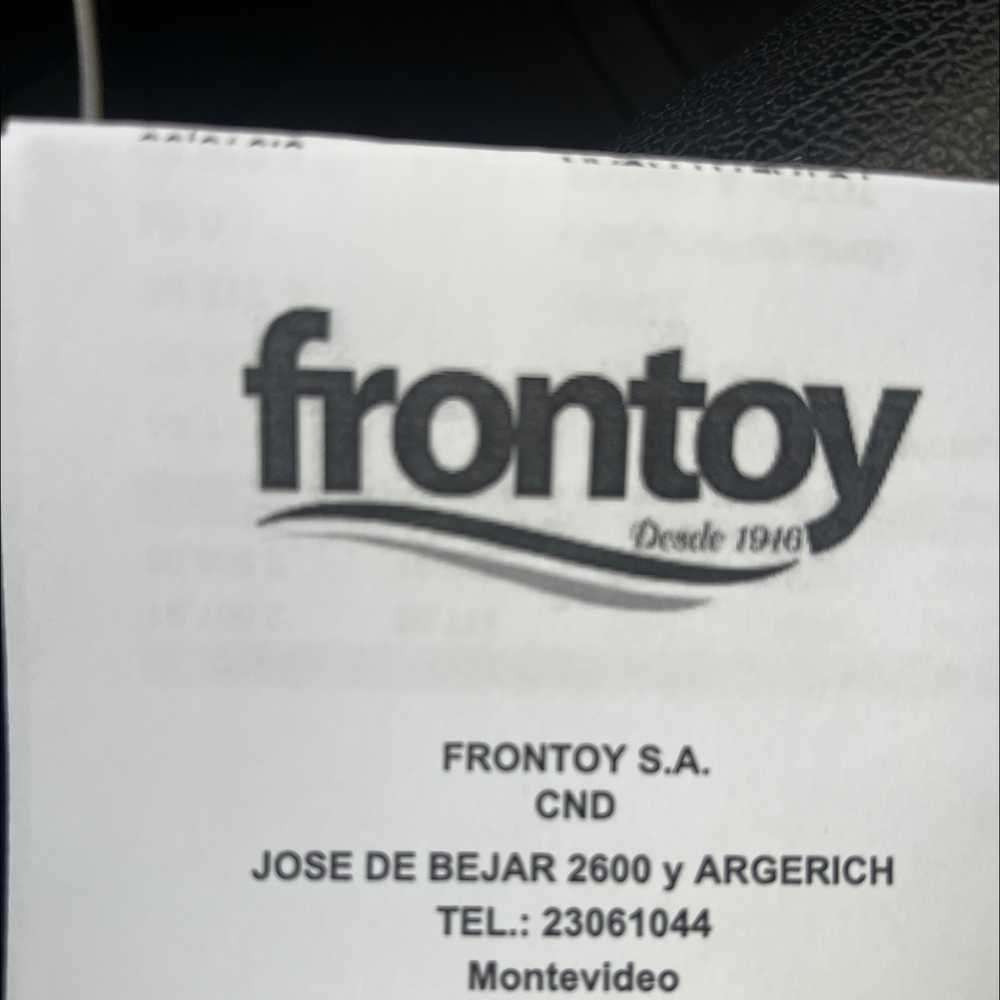 frontoy
Desde 1916
FRONTOY S.A.
CND
JOSE DE BEJAR 2600 y ARGERICH
TEL.: 23061044
Montevideo